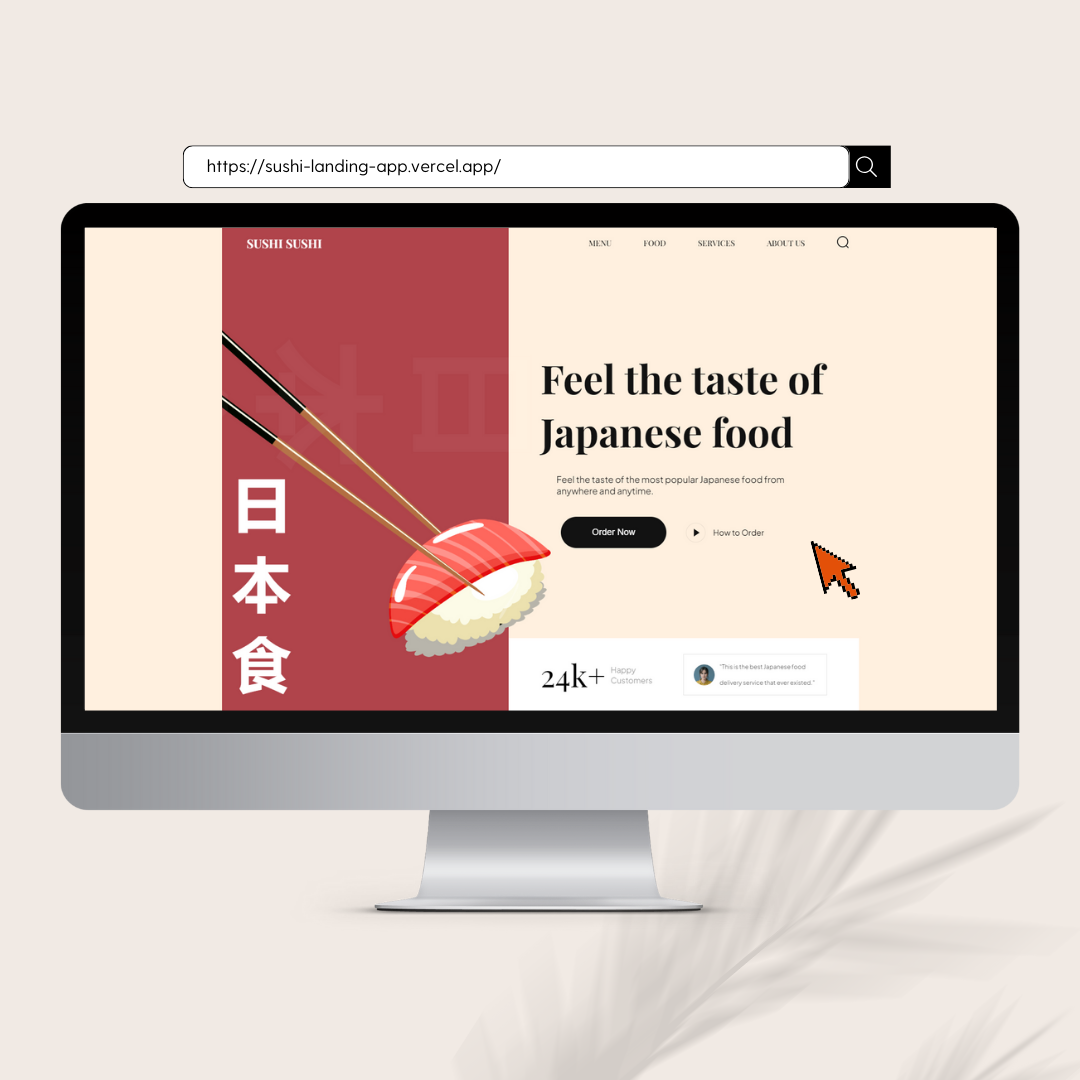 https://sushi-landing-app.vercel.app/
SUSHI SUSHI
MENU FOOD SERVICES ABOUT US
日本食
Feel the taste of
Japanese food
Feel the taste of the most popular Japanese food from
anywhere and anytime.
Order Now
How to Order
24k+
Happy
Customers
"This is the best Japanese food
delivery service that ever existed."